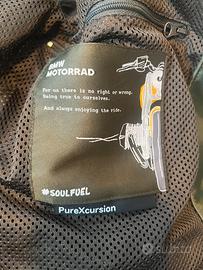 BMW
MOTORRAD
For us there is no right or wrong.
Being true to ourselves.
And always enjoying the ride.
#SOULFUEL
PureXcursion
subito